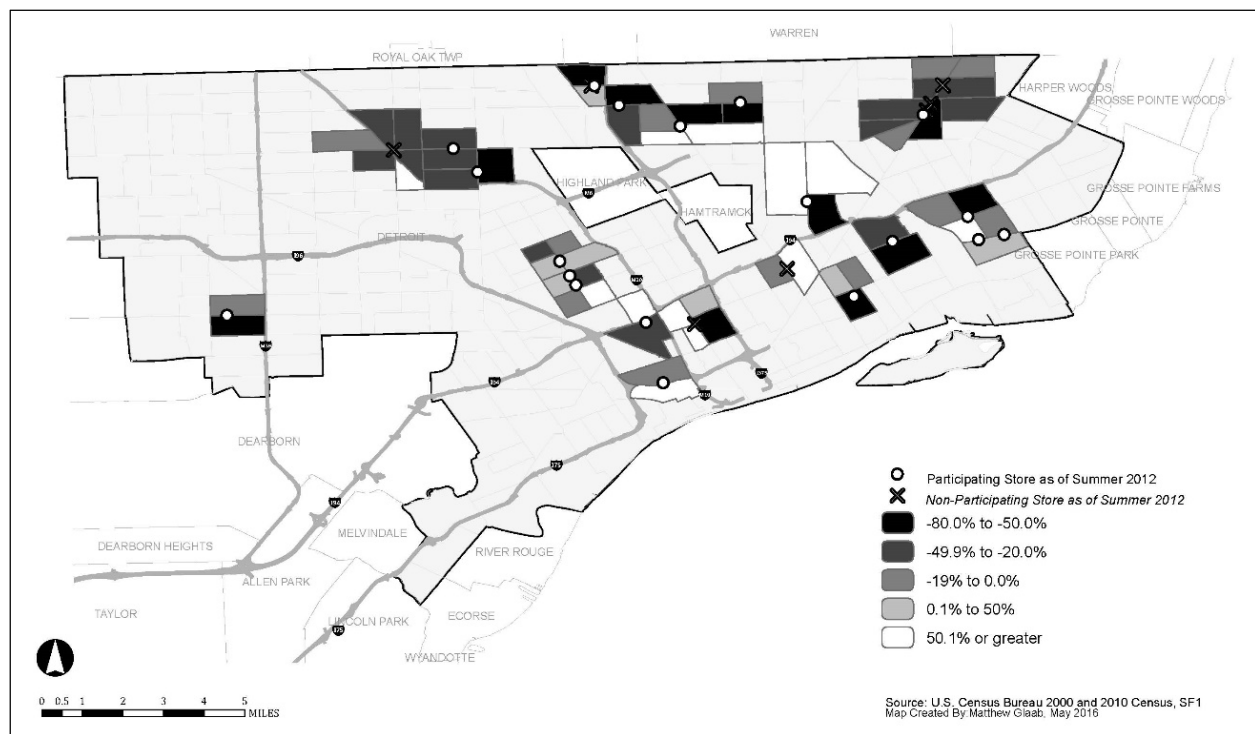 WARREN
ROYAL OAK TWP
HARPER WOODS
GROSSE POINTE WOODS
HIGHLAND PARK
GROSSE POINTE FARMS
HAMTRAMCK
GROSSE POINTE
DETROIT
GROSSE POINTE PARK
DEARBORN
MELVINDALE
DEARBORN HEIGHTS
RIVER ROUGE
ALLEN PARK
TAYLOR
ECORSE
LINCOLN PARK
WYANDOTTE
Participating Store as of Summer 2012
Non-Participating Store as of Summer 2012
-80.0% to -50.0%
-49.9% to -20.0%
-19% to 0.0%
0.1% to 50%
50.1% or greater
0 0.5 1 2 3 4 5
MILES
Source: U.S. Census Bureau 2000 and 2010 Census, SF1
Map Created By:Matthew Glaab, May 2016